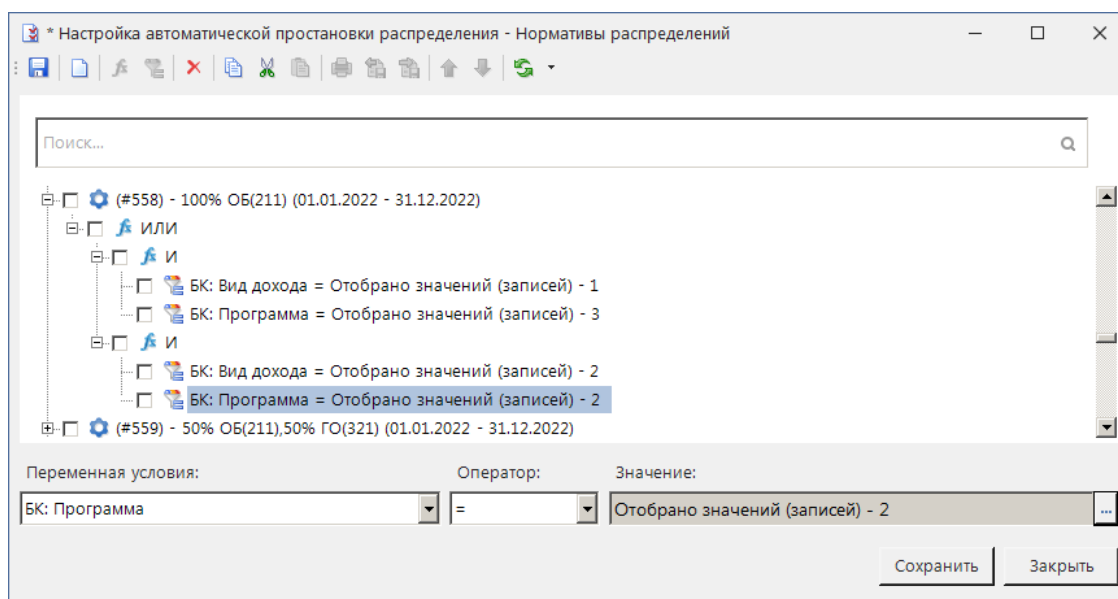 * Настройка автоматической простановки распределения - Нормативы распределений
Поиск...
(#558) - 100% ОБ(211) (01.01.2022 - 31.12.2022)
ИЛИ
И
БК: Вид дохода = Отобрано значений (записей) - 1
БК: Программа = Отобрано значений (записей) - 3
И
БК: Вид дохода = Отобрано значений (записей) - 2
БК: Программа = Отобрано значений (записей) - 2
(#559) - 50% ОБ(211),50% ГО(321) (01.01.2022 - 31.12.2022)
Переменная условия: Оператор: Значение:
БК: Программа = Отобрано значений (записей) - 2 ...
Сохранить Закрыть